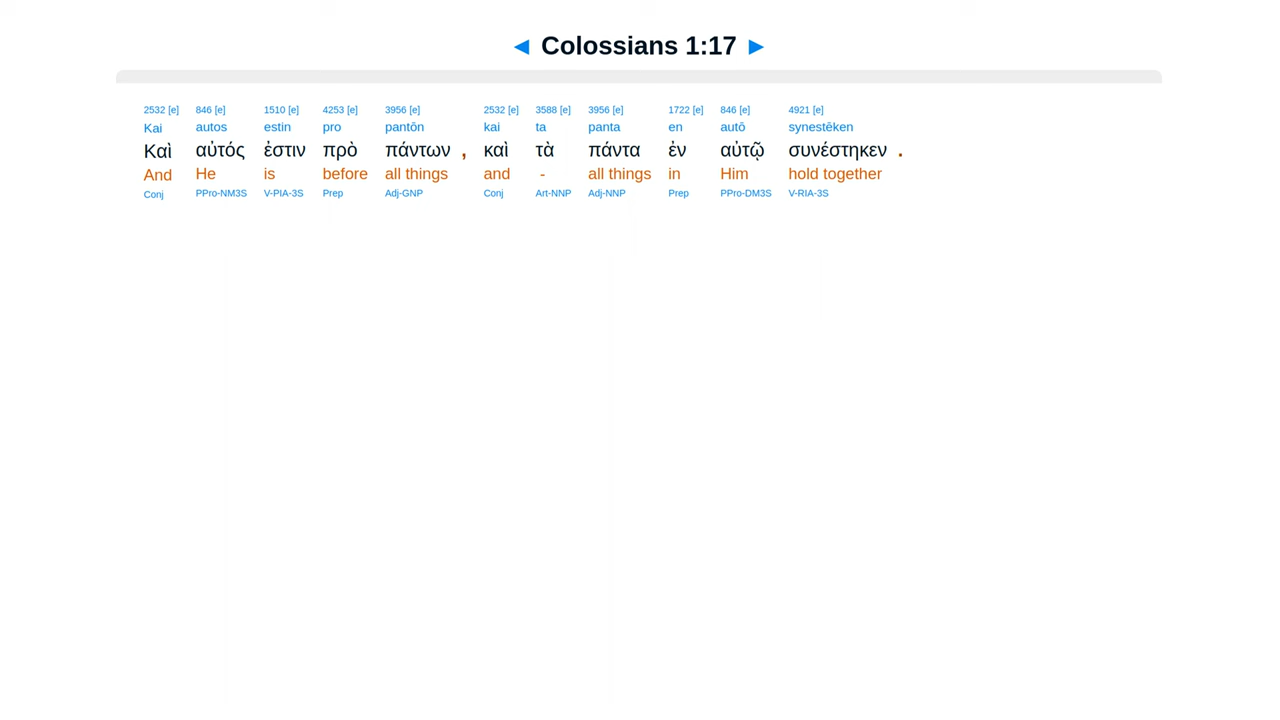 ◄ Colossians 1:17 ►
2532 [e] 846 [e] 1510 [e] 4253 [e] 3956 [e] 2532 [e] 3588 [e] 3956 [e] 1722 [e] 846 [e] 4921 [e]
Kai autos estin pro pantōn kai ta panta en autō synestēken
Καὶ αὐτός ἐστιν πρὸ πάντων , καὶ τὰ πάντα ἐν αὐτῷ συνέστηκεν .
And He is before all things and - all things in Him hold together
Conj PPro-NM3S V-PIA-3S Prep Adj-GNP Conj Art-NNP Adj-NNP Prep PPro-DM3S V-RIA-3S